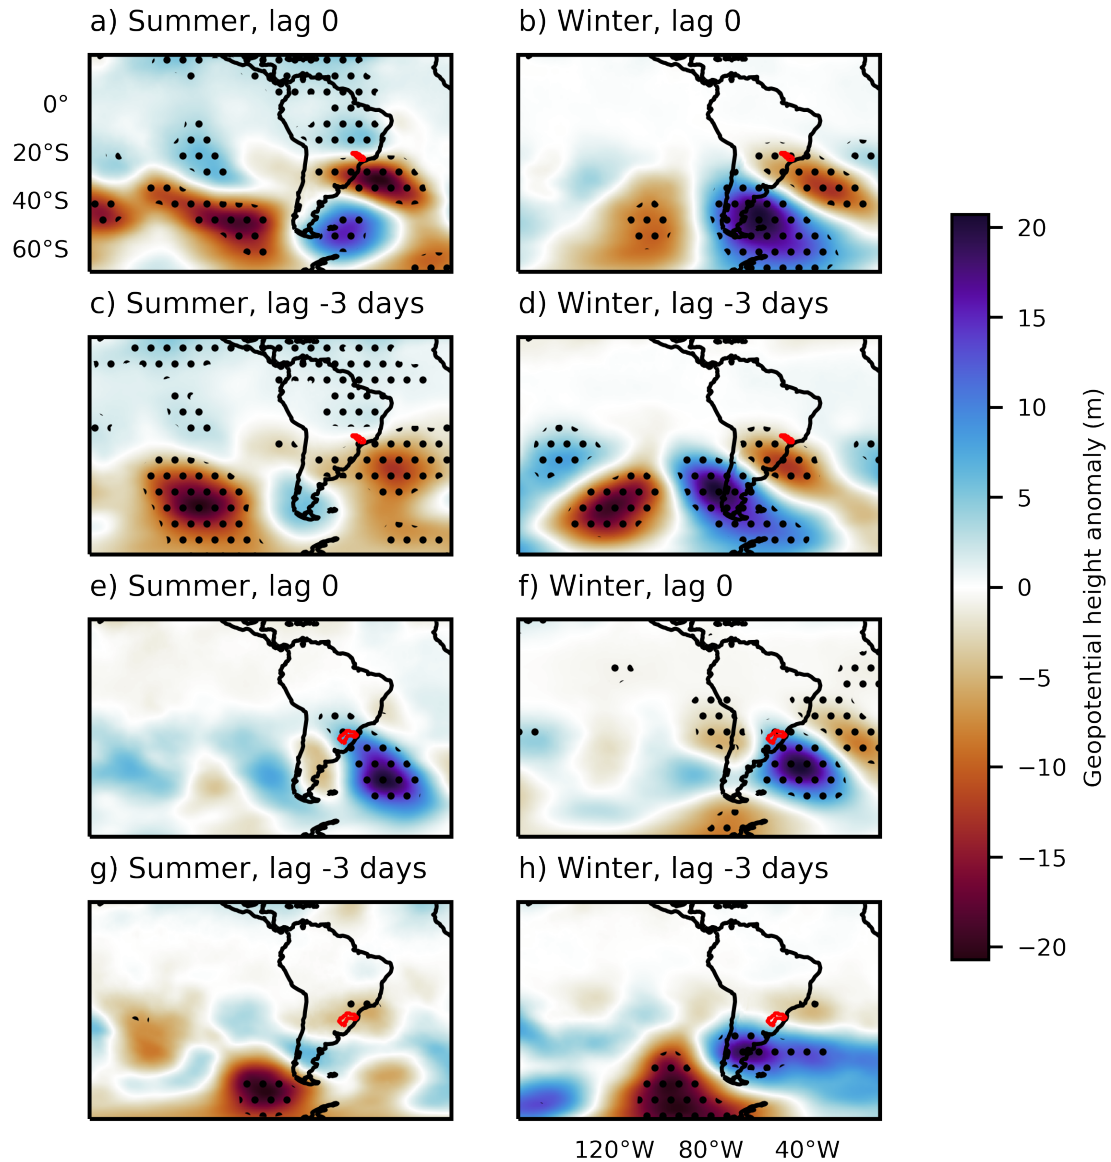 a) Summer, lag 0
b) Winter, lag 0
0°
20°S
40°S
60°S
c) Summer, lag -3 days
d) Winter, lag -3 days
e) Summer, lag 0
f) Winter, lag 0
g) Summer, lag -3 days
h) Winter, lag -3 days
120°W 80°W 40°W
20
15
10
5
0
−5
−10
−15
−20
Geopotential height anomaly (m)